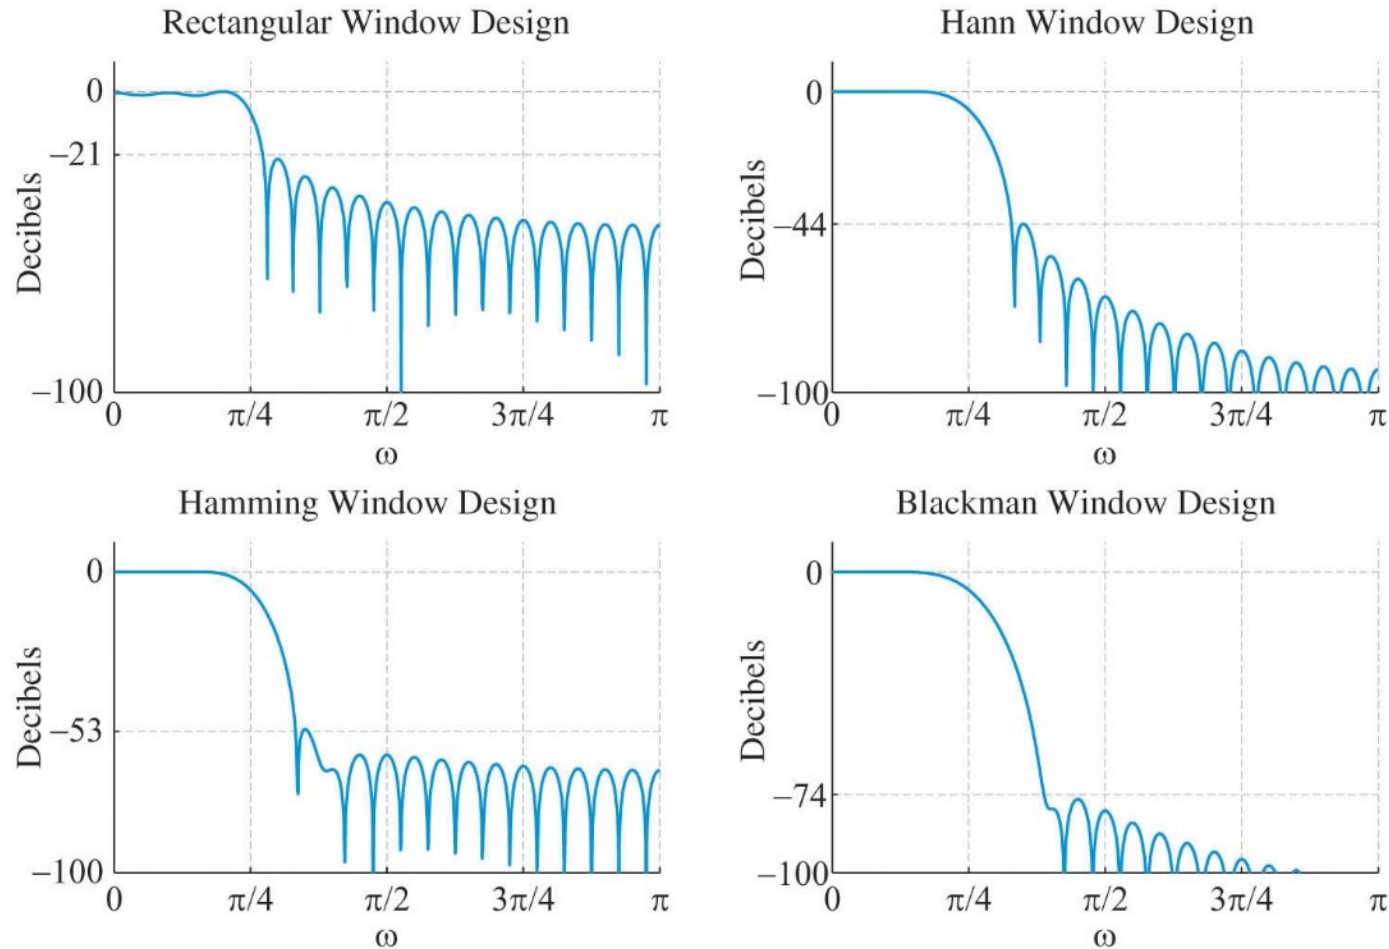 Rectangular Window Design
0
−21
−100
Decibels
0 π/4 π/2 3π/4 π
ω
Hann Window Design
0
−44
−100
Decibels
0 π/4 π/2 3π/4 π
ω
Hamming Window Design
0
−53
−100
Decibels
0 π/4 π/2 3π/4 π
ω
Blackman Window Design
0
−74
−100
Decibels
0 π/4 π/2 3π/4 π
ω